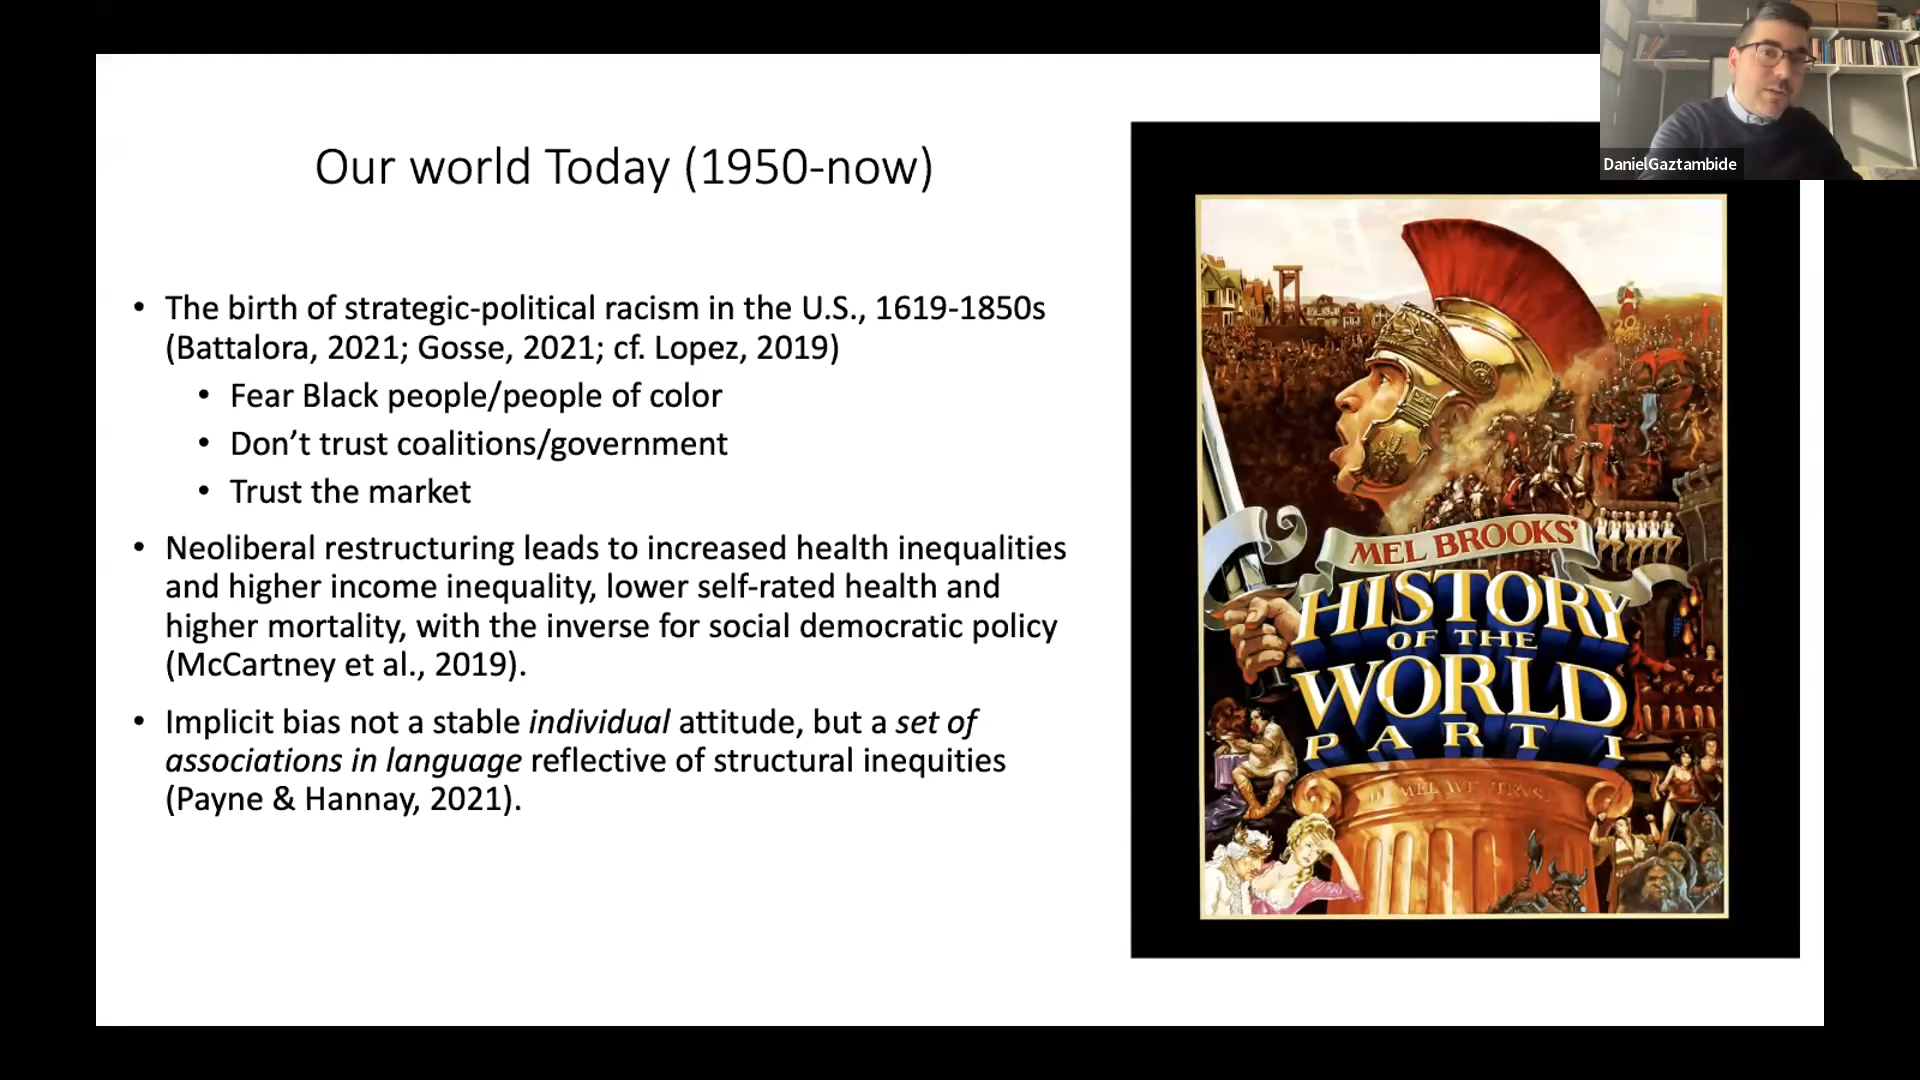 DanielGaztambide
Our world Today (1950-now)
• The birth of strategic-political racism in the U.S., 1619-1850s
(Battalora, 2021; Gosse, 2021; cf. Lopez, 2019)
• Fear Black people/people of color
• Don’t trust coalitions/government
• Trust the market
• Neoliberal restructuring leads to increased health inequalities
and higher income inequality, lower self-rated health and
higher mortality, with the inverse for social democratic policy
(McCartney et al., 2019).
• Implicit bias not a stable individual attitude, but a set of
associations in language reflective of structural inequities
(Payne & Hannay, 2021).
MEL BROOKS'
HISTORY
OF THE
WORLD
PART I
IN MEL WE TRUST